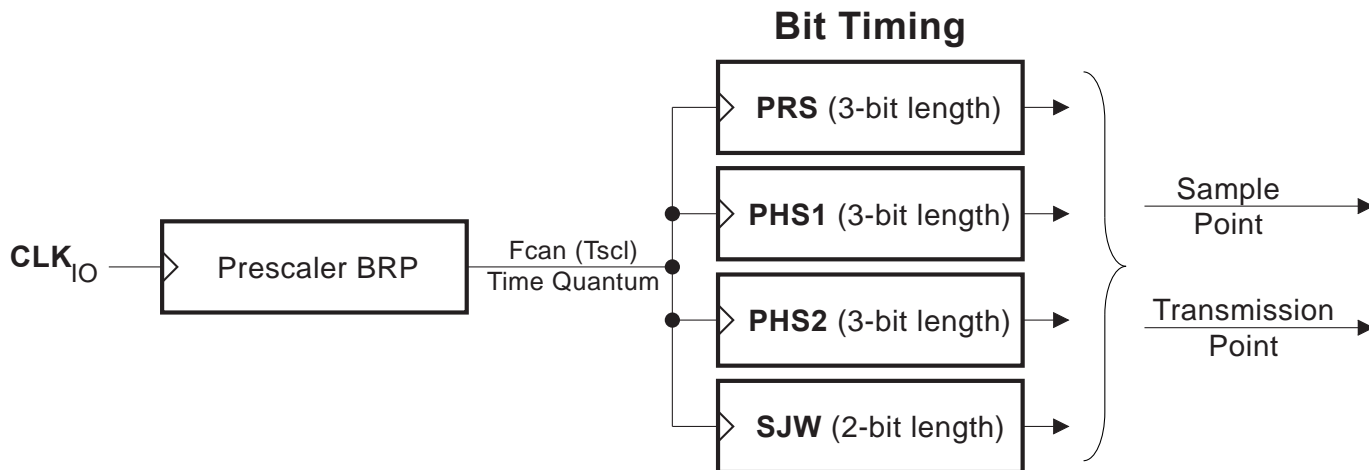 Bit Timing
PRS (3-bit length)
PHS1 (3-bit length)
Sample
Point
CLK_IO
Prescaler BRP
Fcan (Tscl)
Time Quantum
PHS2 (3-bit length)
Transmission
Point
SJW (2-bit length)